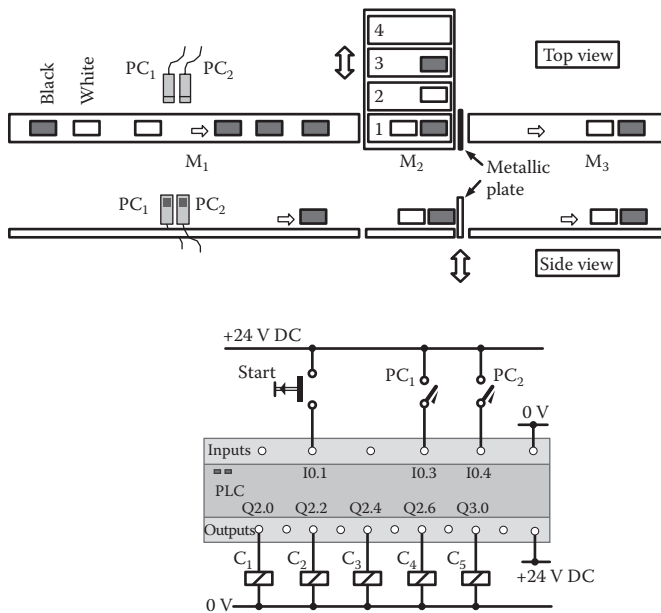 4
3
2
1
Top view
Black
White
PC1
PC2
M1
M2
M3
Metallic
plate
PC1
PC2
Side view
+24 V DC
Start
PC1
PC2
0 V
Inputs
I0.1
I0.3
I0.4
PLC
Q2.0
Q2.2
Q2.4
Q2.6
Q3.0
Outputs
C1
C2
C3
C4
C5
+24 V DC
0 V